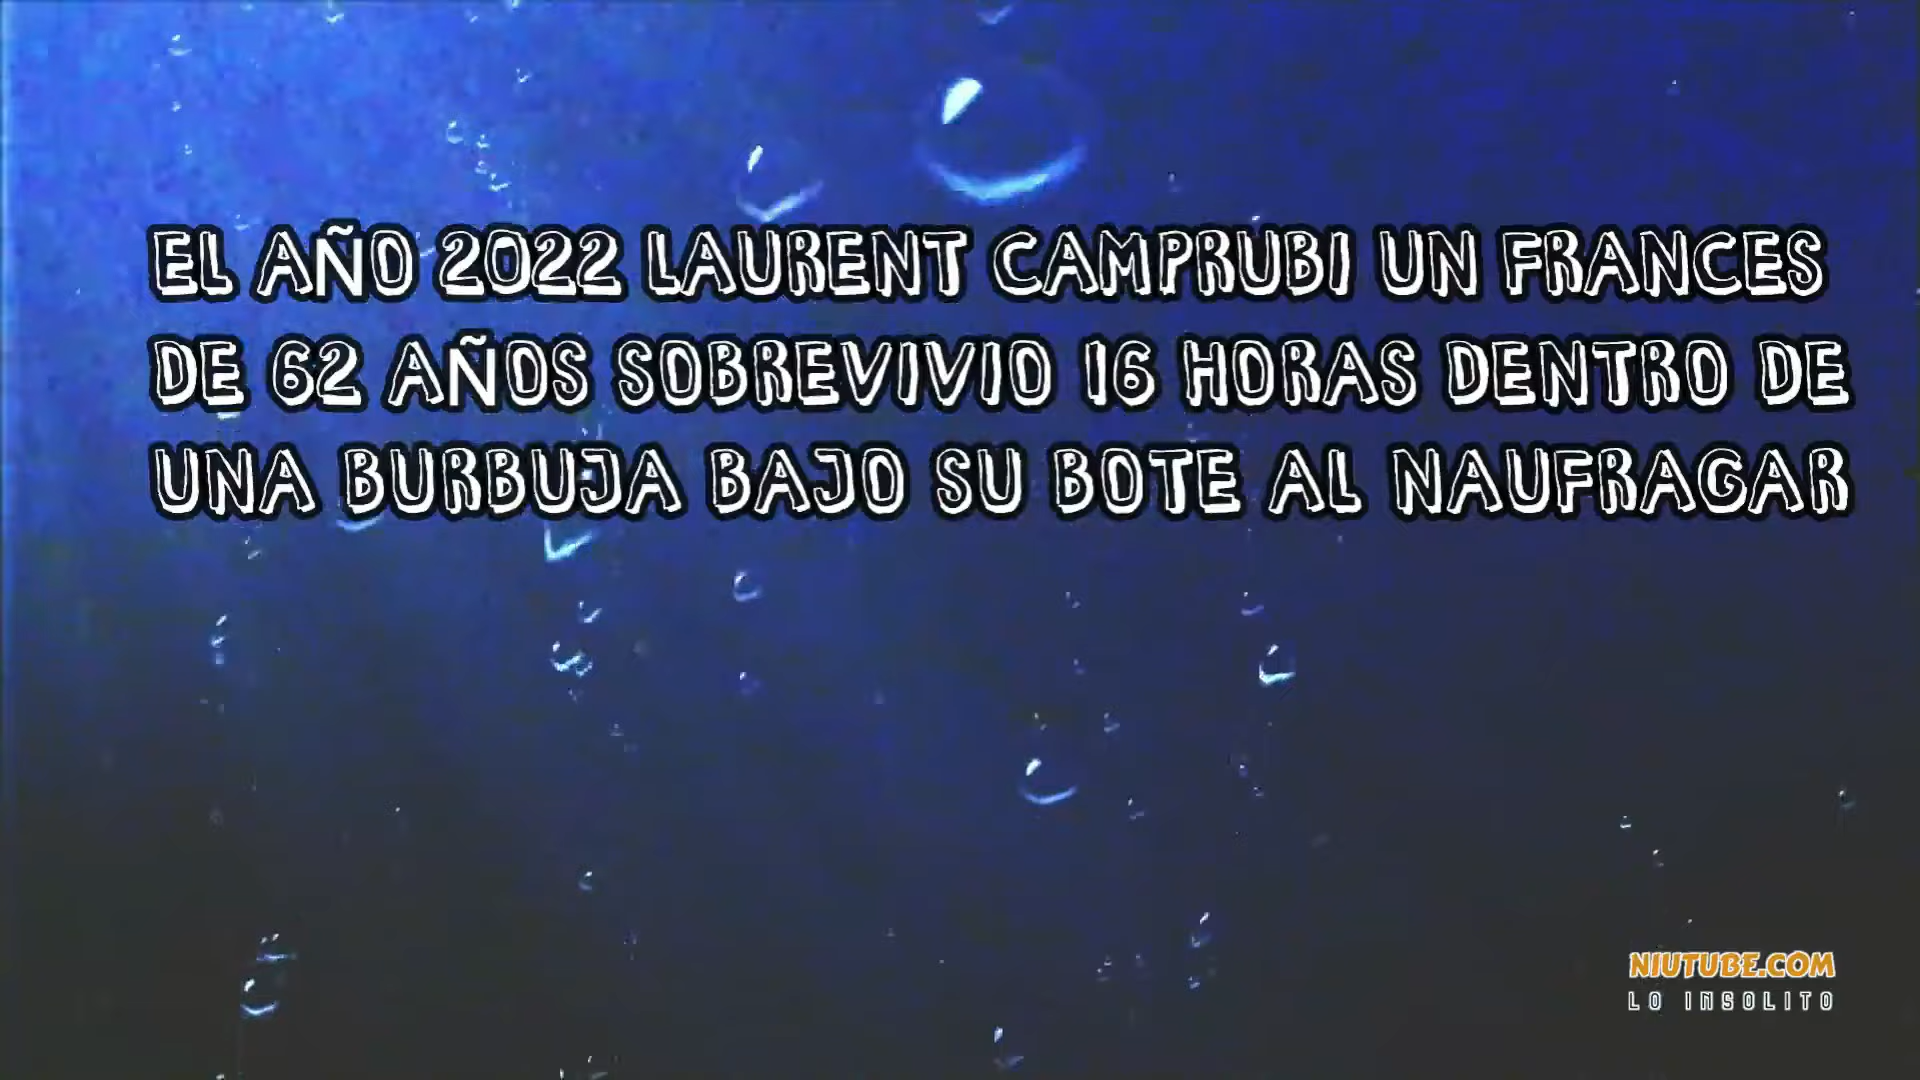 EL AÑO 2022 LAURENT CAMPRUBI UN FRANCES
DE 62 AÑOS SOBREVIVIO 16 HORAS DENTRO DE
UNA BURBUJA BAJO SU BOTE AL NAUFRAGAR
NIUTUBE.COM
LO INSOLITO